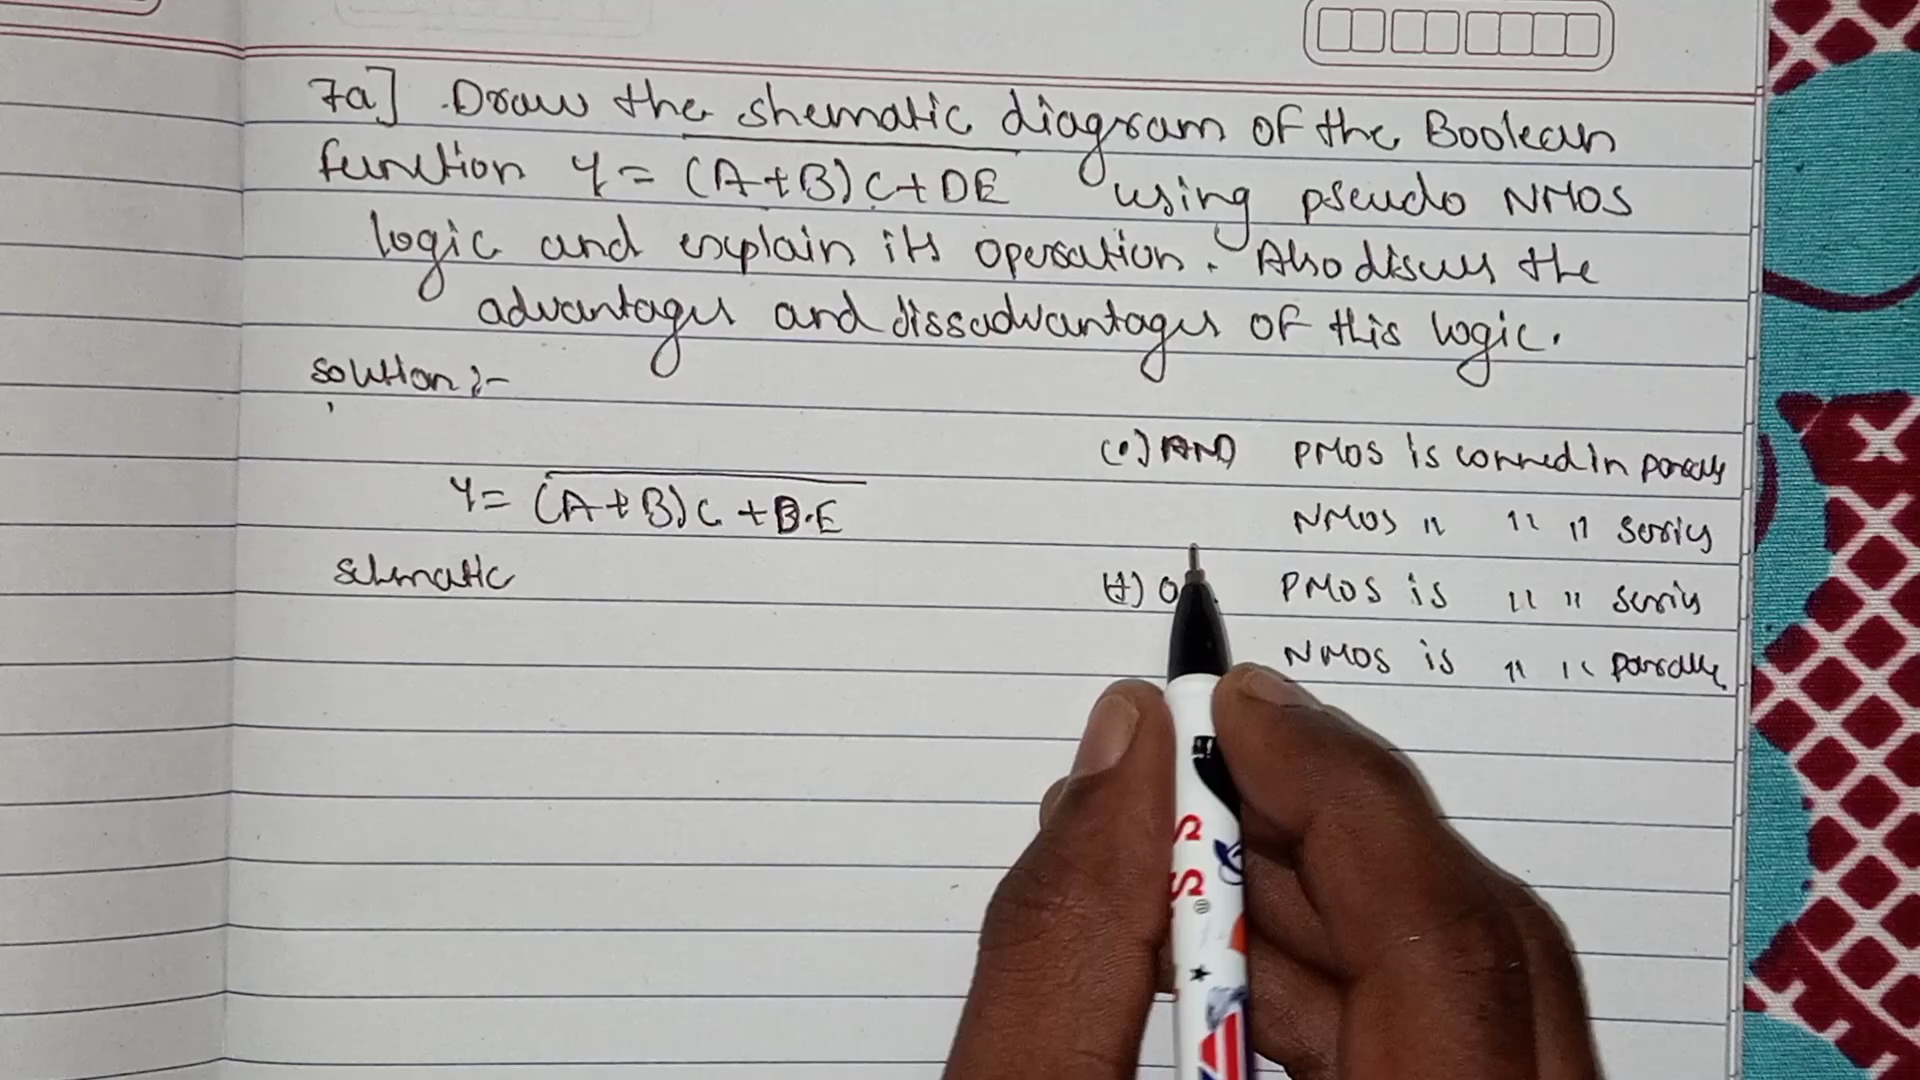 7a] Draw the shematic diagram of the Boolean
function Y = (A+B)C+DE using pseudo NMOS
logic and explain its operation. Also discuss the
advantages and dissadvantages of this logic.
Solution :-
(.) AND PMOS is conned in parally
Y = (A+B)C + D.E
NMOS " " " series
Schmatic
(+) O PMOS is " " series
NMOS is " " parally
S S